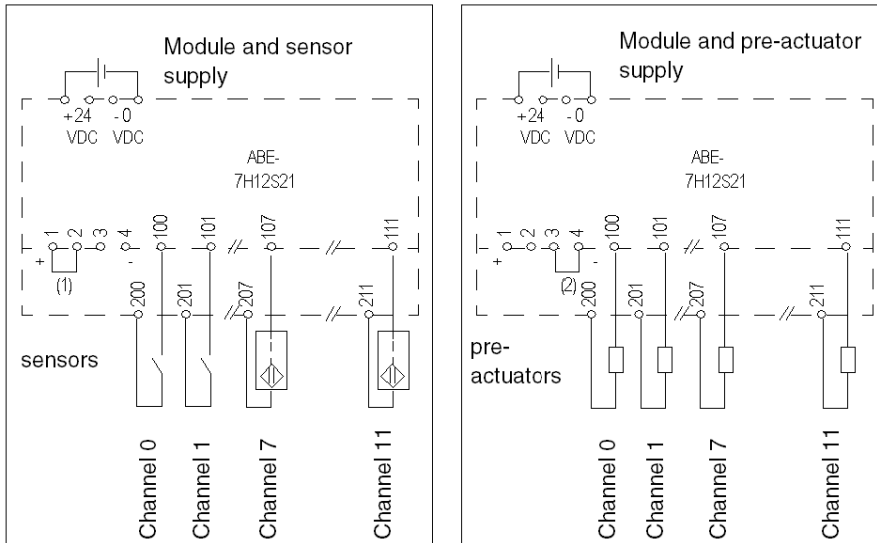 Module and sensor
supply
+24 - 0
VDC VDC
ABE-
7H12S21
1 2 3 4 100 101 107 111
+ -
(1)
200 201 207 211
sensors
Channel 0
Channel 1
Channel 7
Channel 11
Module and pre-actuator
supply
+24 - 0
VDC VDC
ABE-
7H12S21
1 2 3 4 100 101 107 111
+ -
(2)
200 201 207 211
pre-
actuators
Channel 0
Channel 1
Channel 7
Channel 11